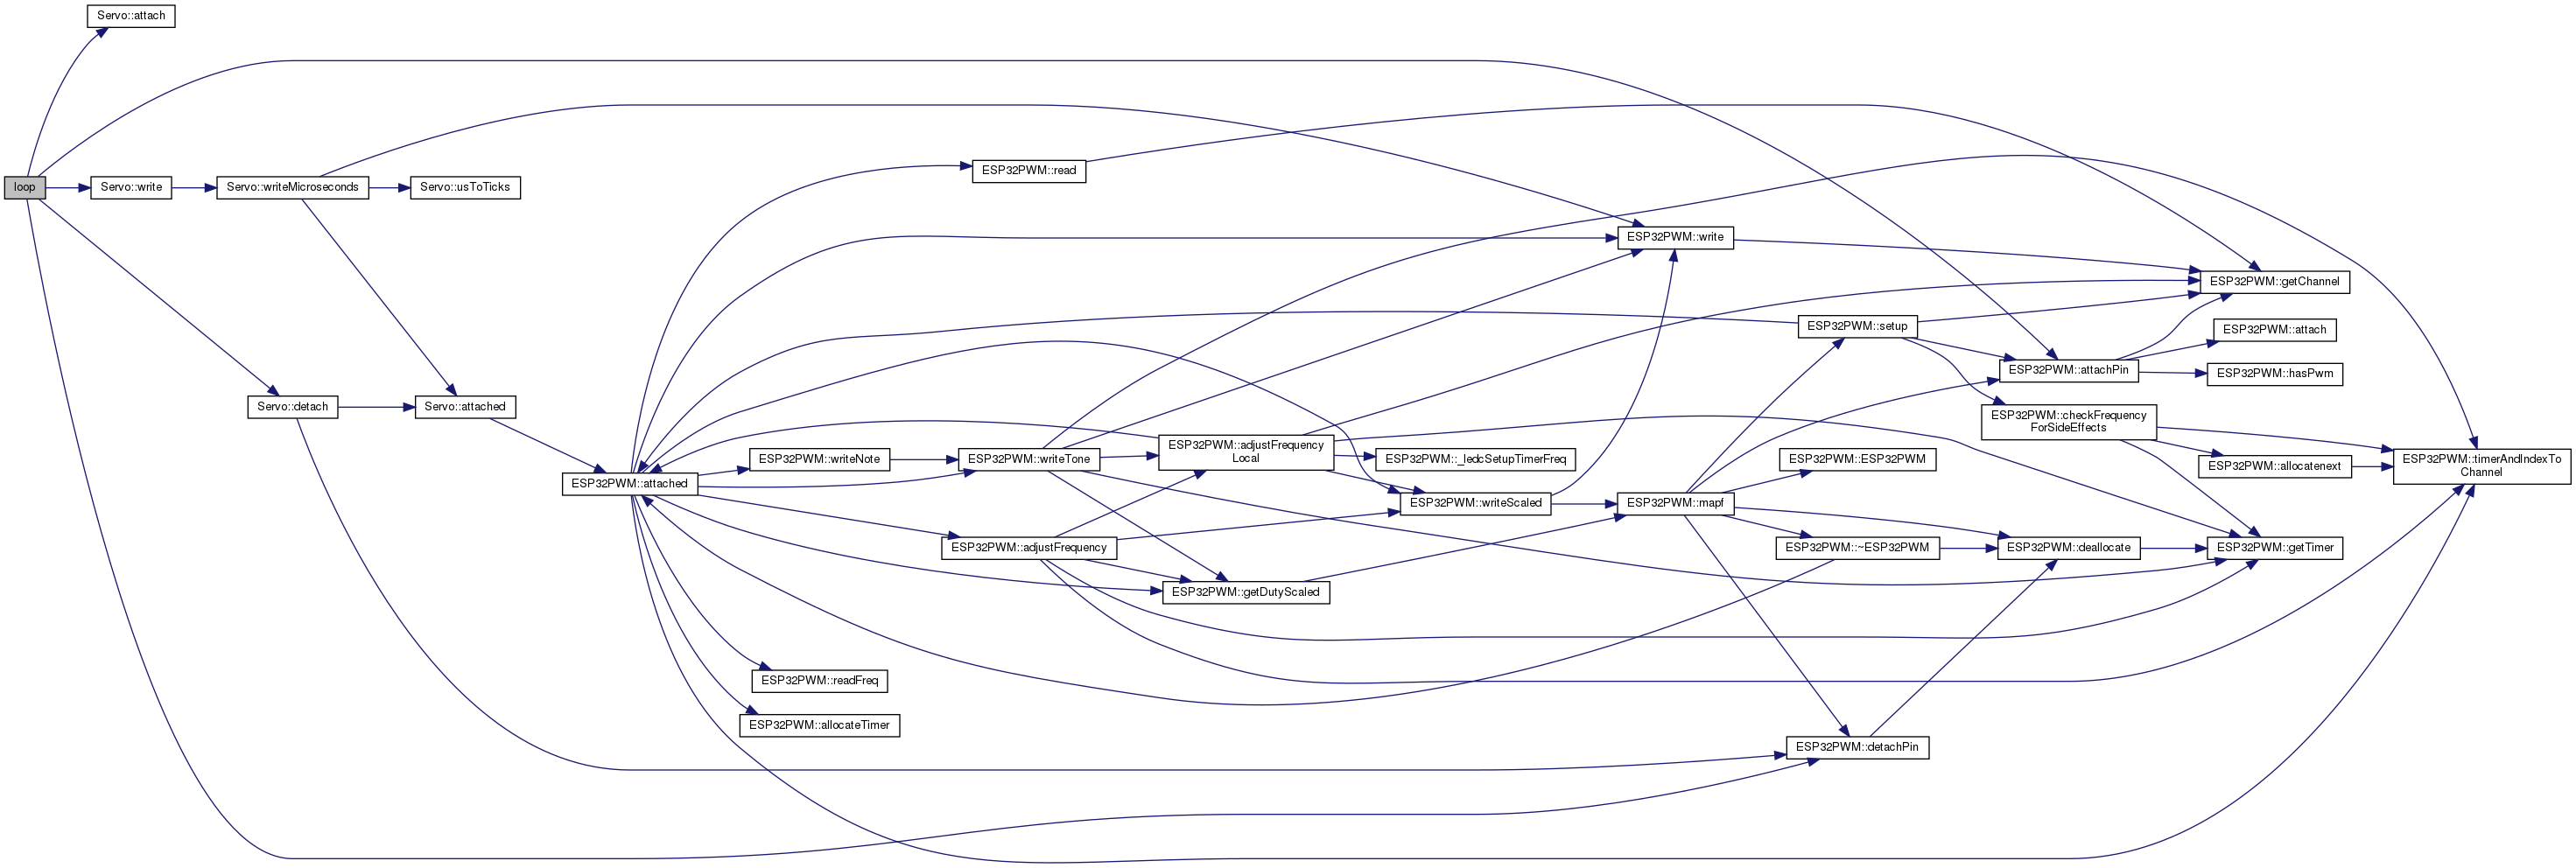 Servo::attach
ESP32PWM::read
loop
Servo::write
Servo::writeMicroseconds
Servo::usToTicks
ESP32PWM::write
ESP32PWM::getChannel
ESP32PWM::setup
ESP32PWM::attach
ESP32PWM::attachPin
ESP32PWM::hasPwm
Servo::detach
Servo::attached
ESP32PWM::checkFrequency
ForSideEffects
ESP32PWM::adjustFrequency
Local
ESP32PWM::writeNote
ESP32PWM::writeTone
ESP32PWM::_ledcSetupTimerFreq
ESP32PWM::ESP32PWM
ESP32PWM::allocatenext
ESP32PWM::timerAndIndexTo
Channel
ESP32PWM::attached
ESP32PWM::writeScaled
ESP32PWM::mapf
ESP32PWM::adjustFrequency
ESP32PWM::~ESP32PWM
ESP32PWM::deallocate
ESP32PWM::getTimer
ESP32PWM::getDutyScaled
ESP32PWM::readFreq
ESP32PWM::allocateTimer
ESP32PWM::detachPin